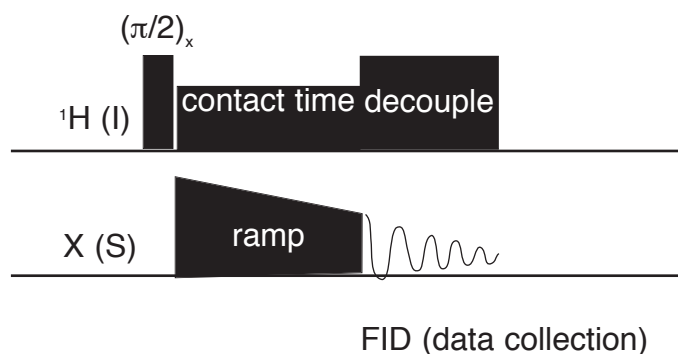 (π/2)ₓ
¹H (I)
contact time decouple
X (S)
ramp
FID (data collection)